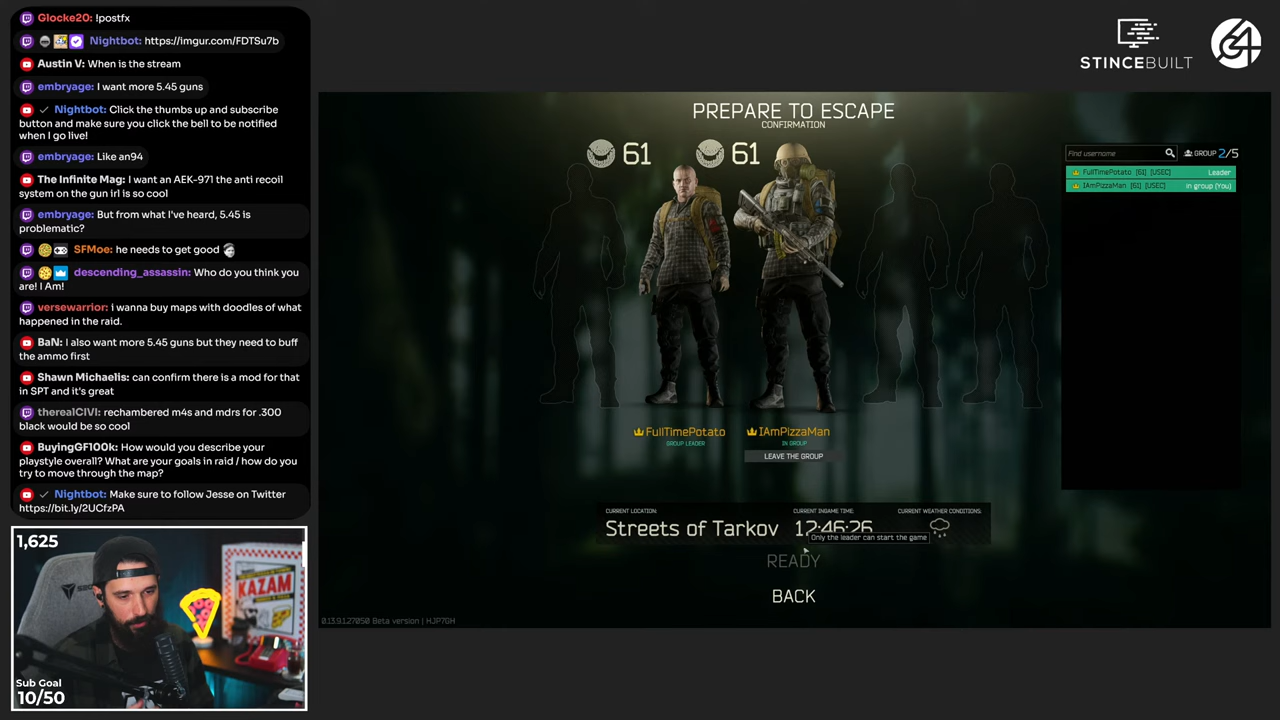 Glocke20: !postfx
Nightbot: https://imgur.com/FDTSu7b
Austin V: When is the stream
embryage: I want more 5.45 guns
Nightbot: Click the thumbs up and subscribe
button and make sure you click the bell to be notified
when I go live!
embryage: Like an94
The Infinite Mag: I want an AEK-971 the anti recoil
system on the gun irl is so cool
embryage: But from what I've heard, 5.45 is
problematic?
SFMoe: he needs to get good
descending_assassin: Who do you think you
are! I Am!
versewarrior: i wanna buy maps with doodles of what
happened in the raid.
BaN: I also want more 5.45 guns but they need to buff
the ammo first
Shawn Michaelis: can confirm there is a mod for that
in SPT and it's great
therealCIVI: rechambered m4s and mdrs for .300
black would be so cool
BuyingGF100k: How would you describe your
playstyle overall? What are your goals in raid / how do you
try to move through the map?
Nightbot: Make sure to follow Jesse on Twitter
https://bit.ly/2UCfzPA
1,625
KAZAM
Sub Goal
10/50
STINCEBUILT
G4
PREPARE TO ESCAPE
CONFIRMATION
61
61
Find username
GROUP 2/5
FullTimePotato [61] [USEC] Leader
IAmPizzaMan [61] [USEC] in group (You)
FullTimePotato
GROUP LEADER
IAmPizzaMan
IN GROUP
LEAVE THE GROUP
CURRENT LOCATION:
Streets of Tarkov
CURRENT INGAME TIME:
12:46:26
CURRENT WEATHER CONDITIONS:
Only the leader can start the game
READY
BACK
0.13.9.1.27050 Beta version | HJP7GH